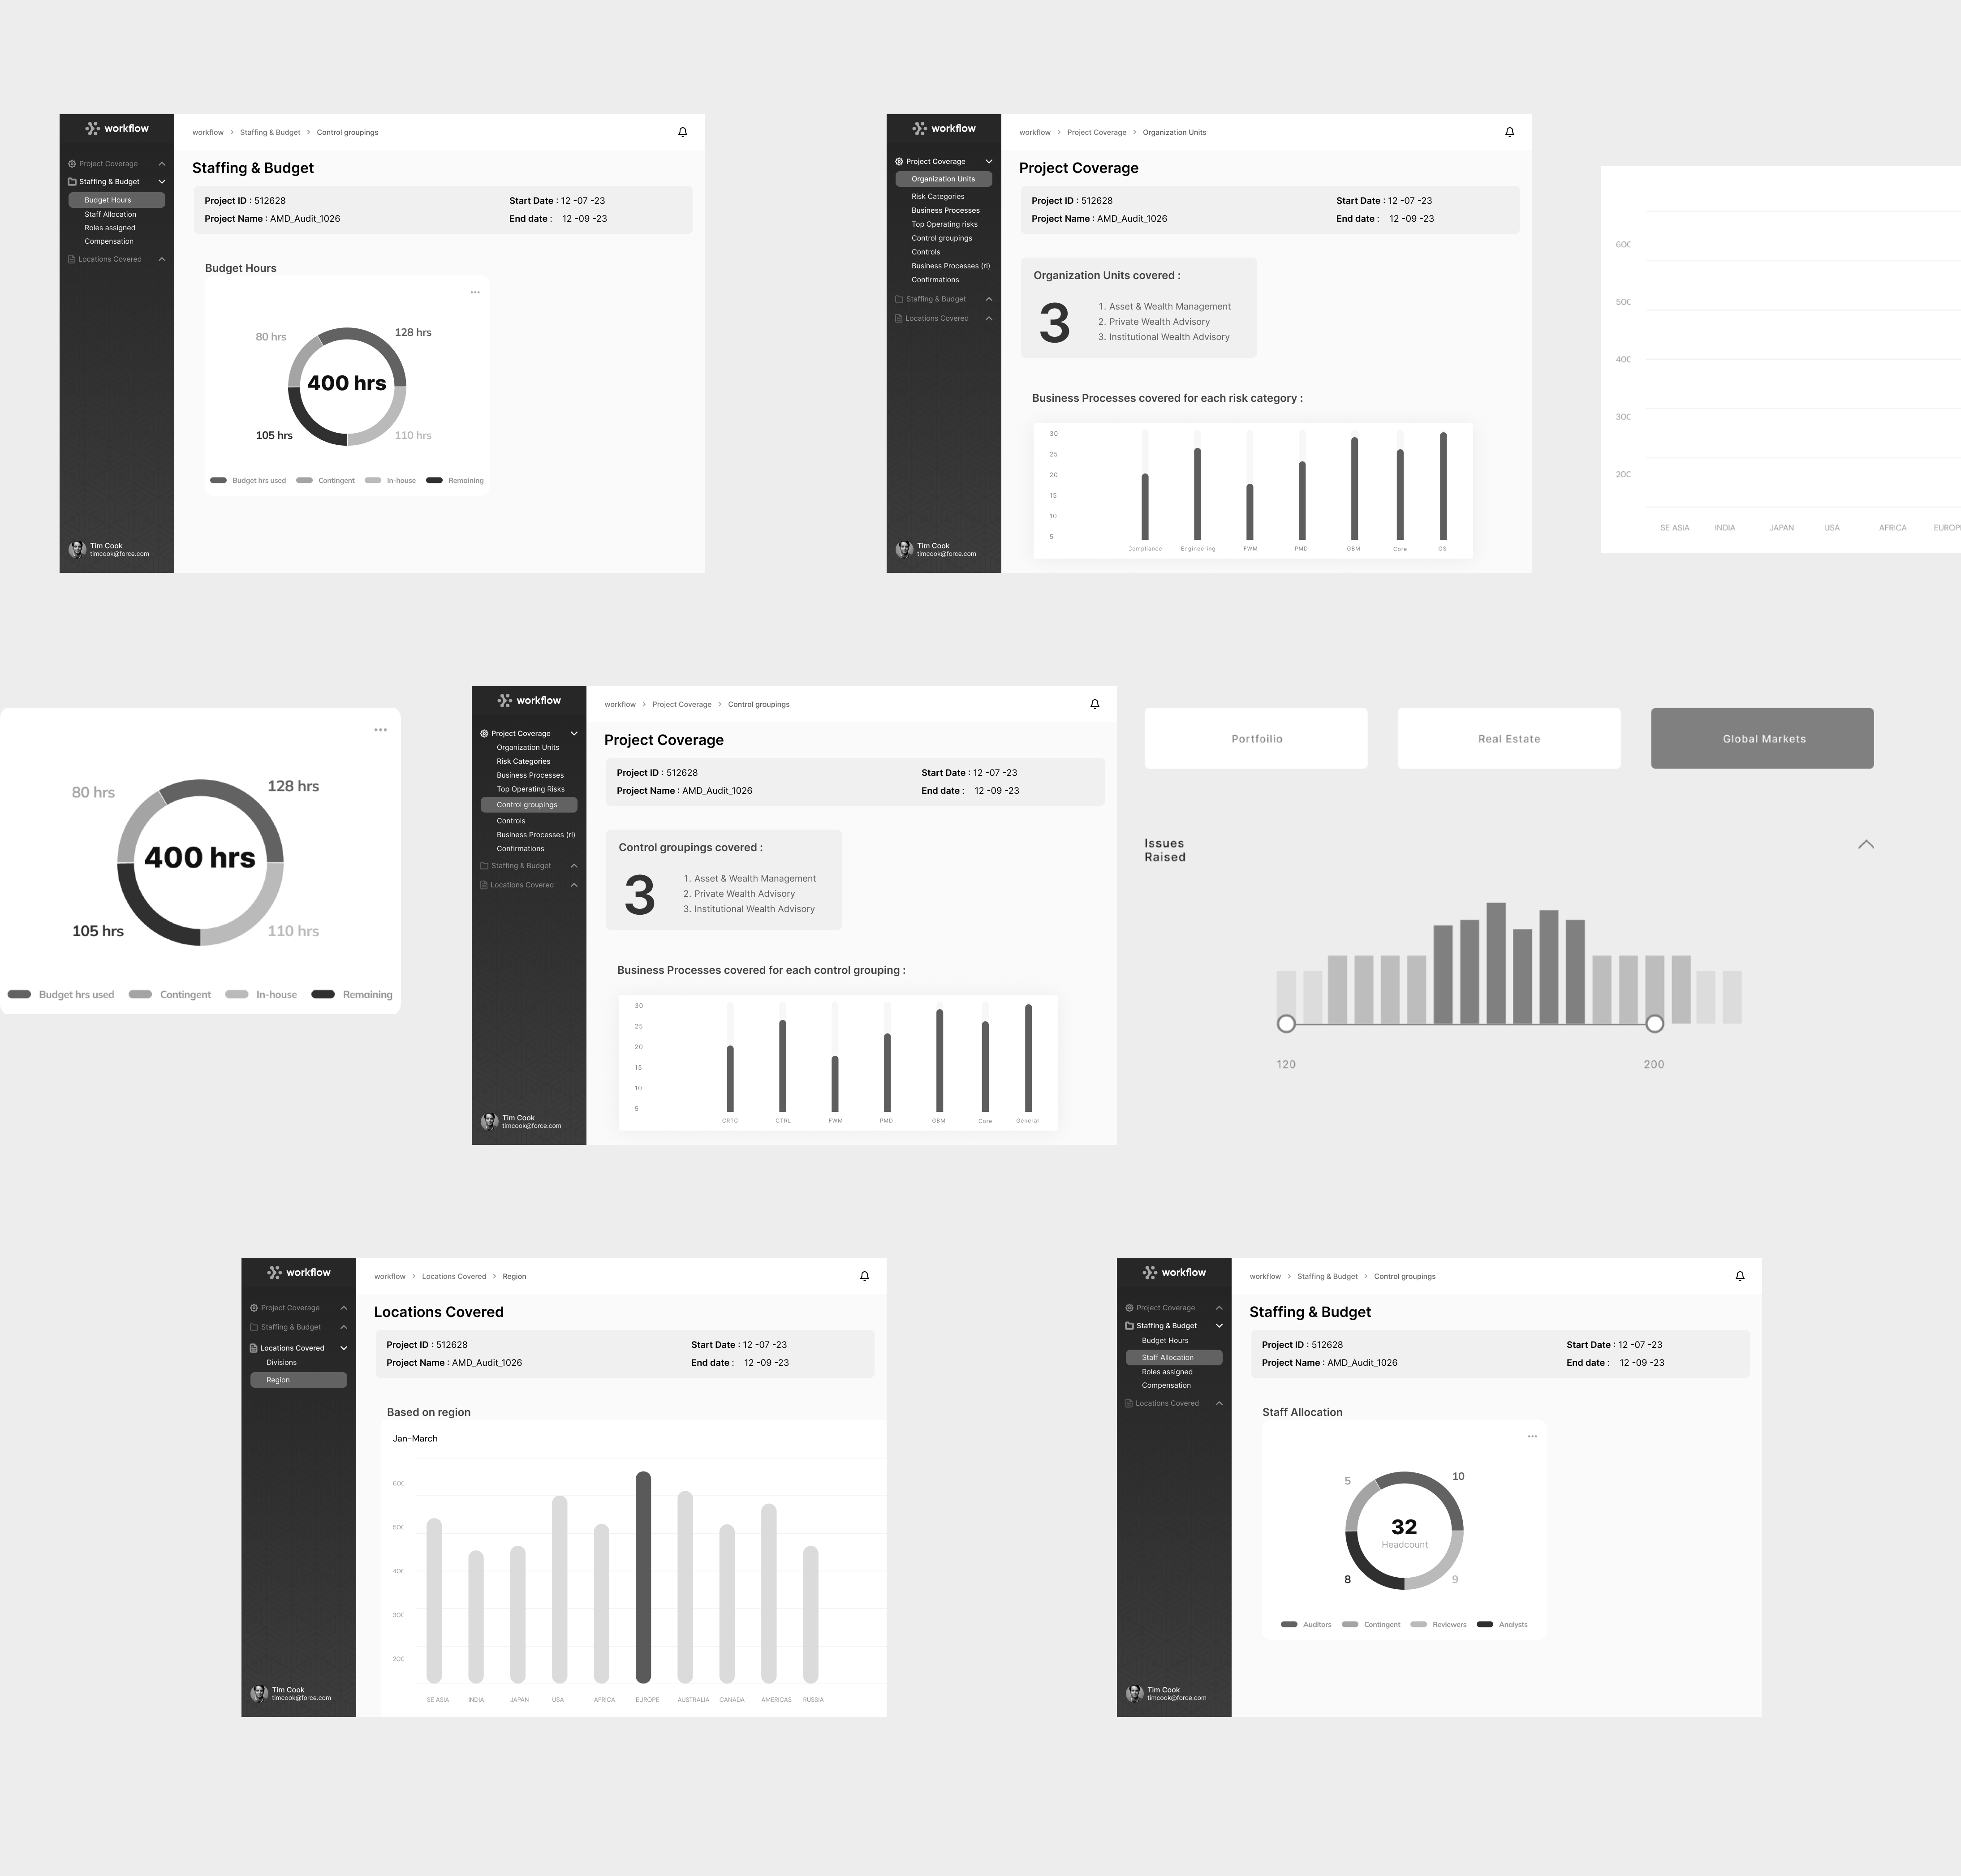 workflow
Project Coverage
Staffing & Budget
Budget Hours
Staff Allocation
Roles assigned
Compensation
Locations Covered
Tim Cook
timcook@force.com
workflow > Staffing & Budget > Control groupings
Staffing & Budget
Project ID : 512628 Start Date : 12 -07 -23
Project Name : AMD_Audit_1026 End date : 12 -09 -23
Budget Hours
80 hrs 128 hrs
400 hrs
105 hrs 110 hrs
Budget hrs used Contingent In-house Remaining
workflow
Project Coverage
Organization Units
Risk Categories
Business Processes
Top Operating risks
Control groupings
Controls
Business Processes (rl)
Confirmations
Staffing & Budget
Locations Covered
Tim Cook
timcook@force.com
workflow > Project Coverage > Organization Units
Project Coverage
Project ID : 512628 Start Date : 12 -07 -23
Project Name : AMD_Audit_1026 End date : 12 -09 -23
Organization Units covered :
3
1. Asset & Wealth Management
2. Private Wealth Advisory
3. Institutional Wealth Advisory
Business Processes covered for each risk category :
30
25
20
15
10
5
Compliance Engineering FWM PMD GBM Core OS
600
500
400
300
200
SE ASIA INDIA JAPAN USA AFRICA
80 hrs 128 hrs
400 hrs
105 hrs 110 hrs
Budget hrs used Contingent In-house Remaining
workflow
Project Coverage
Organization Units
Risk Categories
Business Processes
Top Operating Risks
Control groupings
Controls
Business Processes (rl)
Confirmations
Staffing & Budget
Locations Covered
Tim Cook
timcook@force.com
workflow > Project Coverage > Control groupings
Project Coverage
Project ID : 512628 Start Date : 12 -07 -23
Project Name : AMD_Audit_1026 End date : 12 -09 -23
Control groupings covered :
3
1. Asset & Wealth Management
2. Private Wealth Advisory
3. Institutional Wealth Advisory
Business Processes covered for each control grouping :
30
25
20
15
10
5
CRTC CTRL FWM PMD GBM Core General
Portfoilio Real Estate Global Markets
Issues
Raised
120 200
workflow
Project Coverage
Staffing & Budget
Locations Covered
Divisions
Region
Tim Cook
timcook@force.com
workflow > Locations Covered > Region
Locations Covered
Project ID : 512628 Start Date : 12 -07 -23
Project Name : AMD_Audit_1026 End date : 12 -09 -23
Based on region
Jan-March
600
500
400
300
200
SE ASIA INDIA JAPAN USA AFRICA EUROPE AUSTRALIA CANADA AMERICAS RUSSIA
workflow
Project Coverage
Staffing & Budget
Budget Hours
Staff Allocation
Roles assigned
Compensation
Locations Covered
Tim Cook
timcook@force.com
workflow > Staffing & Budget > Control groupings
Staffing & Budget
Project ID : 512628 Start Date : 12 -07 -23
Project Name : AMD_Audit_1026 End date : 12 -09 -23
Staff Allocation
5 10
32
Headcount
8 9
Auditors Contingent Reviewers Analysts